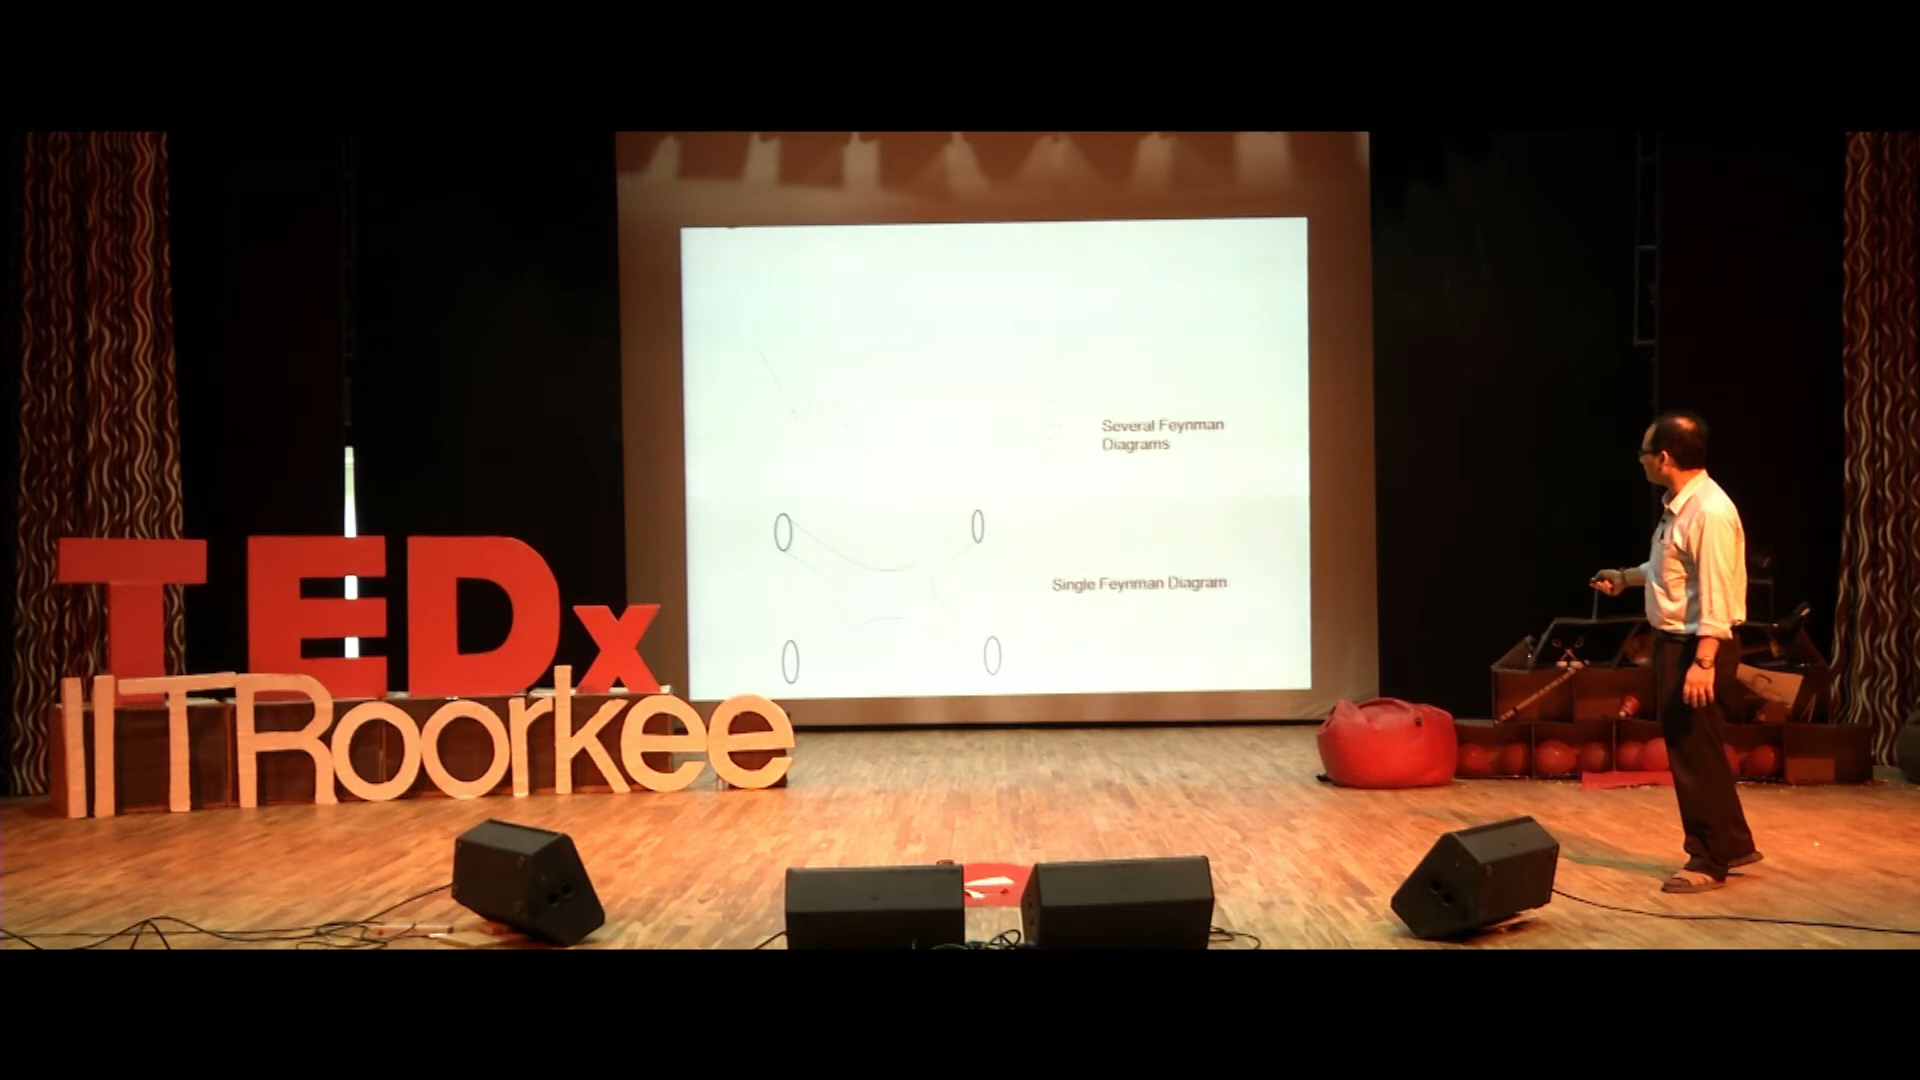 Several Feynman
Diagrams
Single Feynman Diagram
TEDx
IITRoorkee